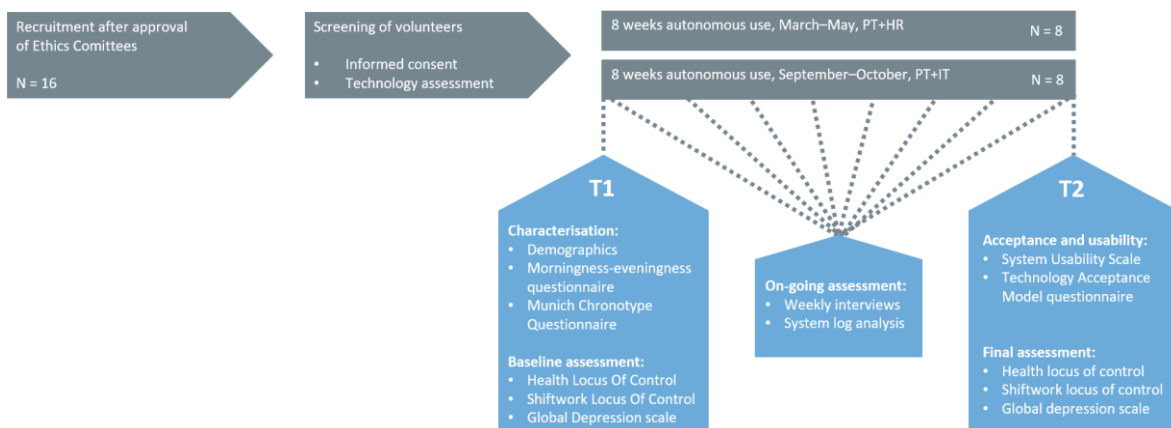 Recruitment after approval
of Ethics Comittees
N = 16
Screening of volunteers
• Informed consent
• Technology assessment
8 weeks autonomous use, March–May, PT+HR
N = 8
8 weeks autonomous use, September–October, PT+IT
N = 8
T1
Characterisation:
• Demographics
• Morningness-eveningness
questionnaire
• Munich Chronotype
Questionnaire
Baseline assessment:
• Health Locus Of Control
• Shiftwork Locus Of Control
• Global Depression scale
On-going assessment:
• Weekly interviews
• System log analysis
T2
Acceptance and usability:
• System Usability Scale
• Technology Acceptance
Model questionnaire
Final assessment:
• Health locus of control
• Shiftwork locus of control
• Global depression scale